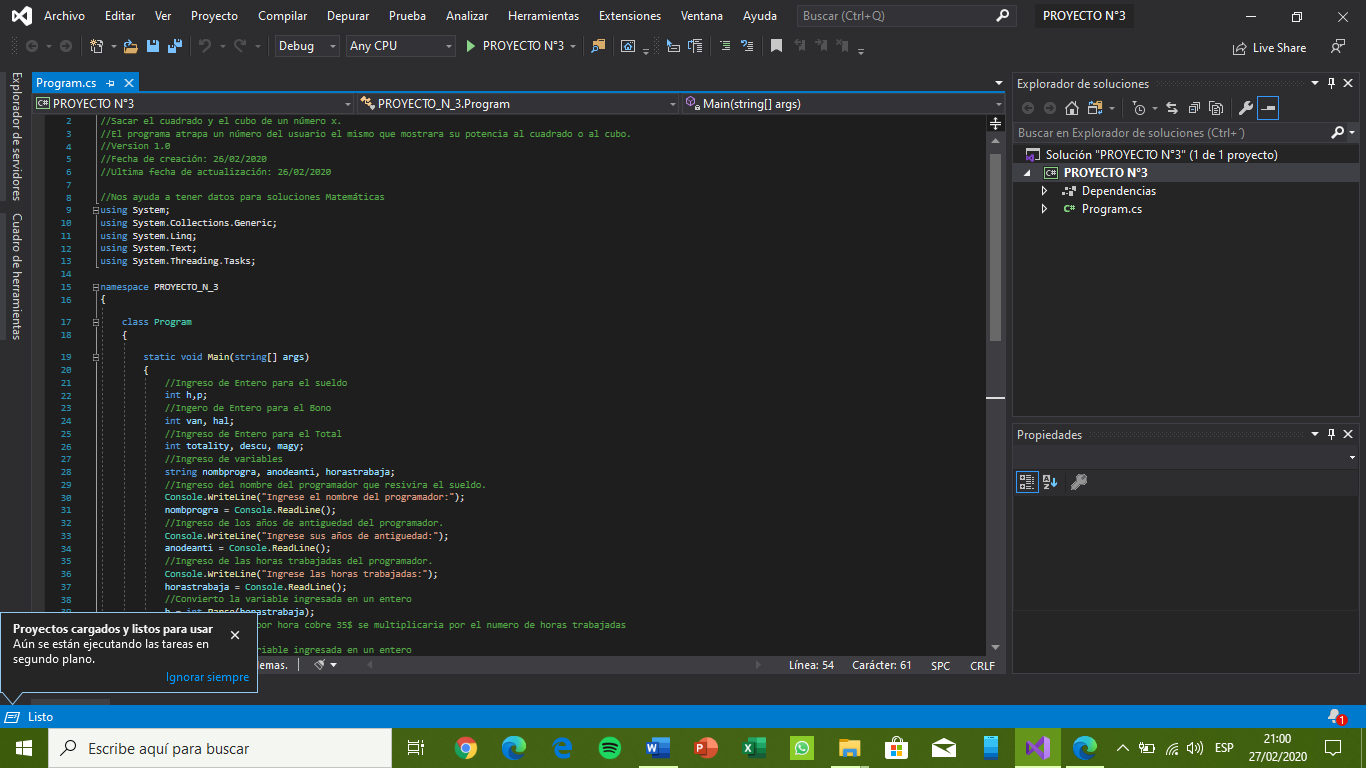 Archivo Editar Ver Proyecto Compilar Depurar Prueba Analizar Herramientas Extensiones Ventana Ayuda Buscar (Ctrl+Q) PROYECTO N°3
Debug Any CPU PROYECTO N°3 Live Share
Explorador de servidores
Cuadro de herramientas
Program.cs
PROYECTO N°3 PROYECTO_N_3.Program Main(string[] args)
2 //Sacar el cuadrado y el cubo de un número x.
3 //El programa atrapa un número del usuario el mismo que mostrara su potencia al cuadrado o al cubo.
4 //Version 1.0
5 //Fecha de creación: 26/02/2020
6 //Ultima fecha de actualización: 26/02/2020
7
8 //Nos ayuda a tener datos para soluciones Matemáticas
9 using System;
10 using System.Collections.Generic;
11 using System.Linq;
12 using System.Text;
13 using System.Threading.Tasks;
14
15 namespace PROYECTO_N_3
16 {
17 class Program
18 {
19 static void Main(string[] args)
20 {
21 //Ingreso de Entero para el sueldo
22 int h,p;
23 //Ingero de Entero para el Bono
24 int van, hal;
25 //Ingreso de Entero para el Total
26 int totality, descu, magy;
27 //Ingreso de variables
28 string nombprogra, anodeanti, horastrabaja;
29 //Ingreso del nombre del programador que resivira el sueldo.
30 Console.WriteLine("Ingrese el nombre del programador:");
31 nombprogra = Console.ReadLine();
32 //Ingreso de los años de antiguedad del programador.
33 Console.WriteLine("Ingrese sus años de antiguedad:");
34 anodeanti = Console.ReadLine();
35 //Ingreso de las horas trabajadas del programador.
36 Console.WriteLine("Ingrese las horas trabajadas:");
37 horastrabaja = Console.ReadLine();
38 //Convierto la variable ingresada en un entero
por hora cobre 35$ se multiplicaria por el numero de horas trabajadas
riable ingresada en un entero
Línea: 54 Carácter: 61 SPC CRLF
Explorador de soluciones
Buscar en Explorador de soluciones (Ctrl+´)
Solución "PROYECTO N°3" (1 de 1 proyecto)
PROYECTO N°3
Dependencias
C# Program.cs
Propiedades
Proyectos cargados y listos para usar
Aún se están ejecutando las tareas en
segundo plano.
Ignorar siempre
Listo 1
Escribe aquí para buscar
ESP
21:00
27/02/2020